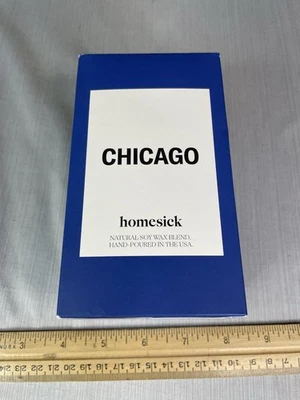 CHICAGO
homesick
NATURAL SOY WAX BLEND.
HAND-POURED IN THE USA.